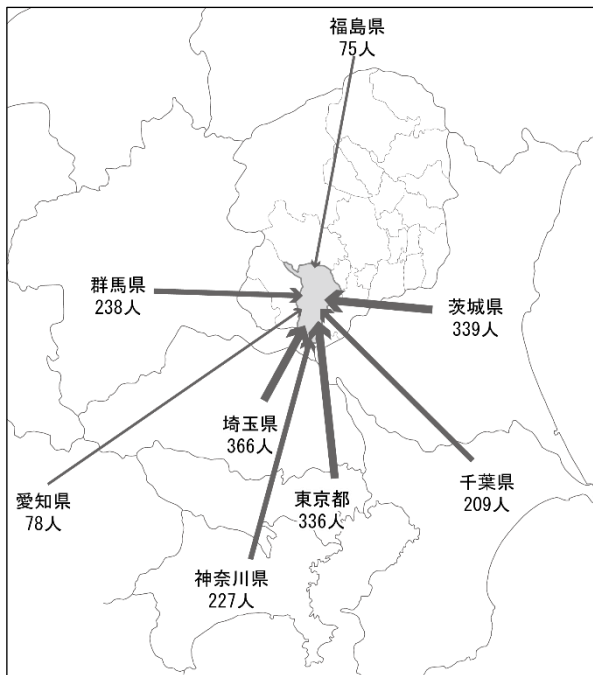 福島県
75人
群馬県
238人
茨城県
339人
埼玉県
366人
千葉県
209人
愛知県
78人
東京都
336人
神奈川県
227人